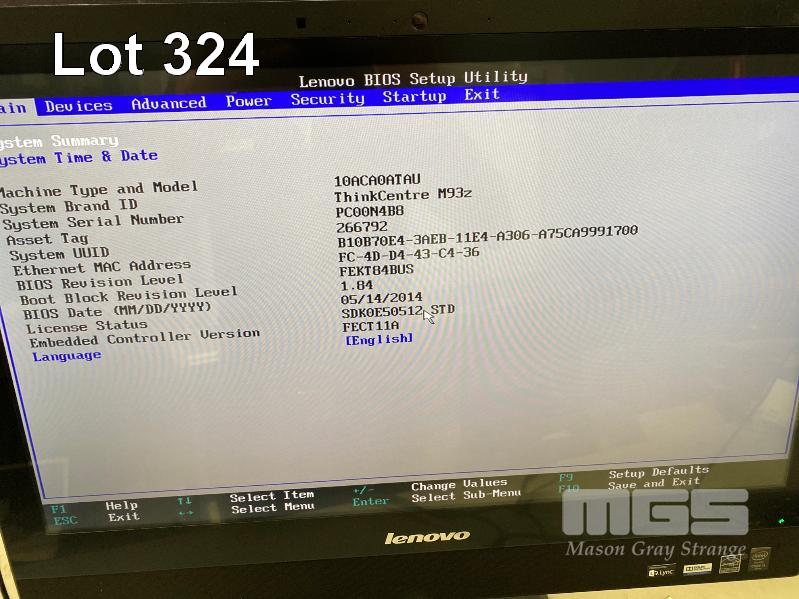 Lot 324
Lenovo BIOS Setup Utility
ain Devices Advanced Power Security Startup Exit
ystem Summary
ystem Time & Date
Machine Type and Model 10ACA0ATAU
System Brand ID ThinkCentre M93z
System Serial Number PC00N4B8
Asset Tag 266792
System UUID B10B70E4-3AEB-11E4-A306-A75CA9991700
Ethernet MAC Address FC-4D-D4-43-C4-36
BIOS Revision Level FEKT84BUS
Boot Block Revision Level 1.84
BIOS Date (MM/DD/YYYY) 05/14/2014
License Status SDK0E50512 STD
Embedded Controller Version FECT11A
Language [English]
F1 Help ↑↓ Select Item +/- Change Values F9 Setup Defaults
ESC Exit ←→ Select Menu Enter Select Sub-Menu F10 Save and Exit
lenovo
MGS
Mason Gray Strange
Lync